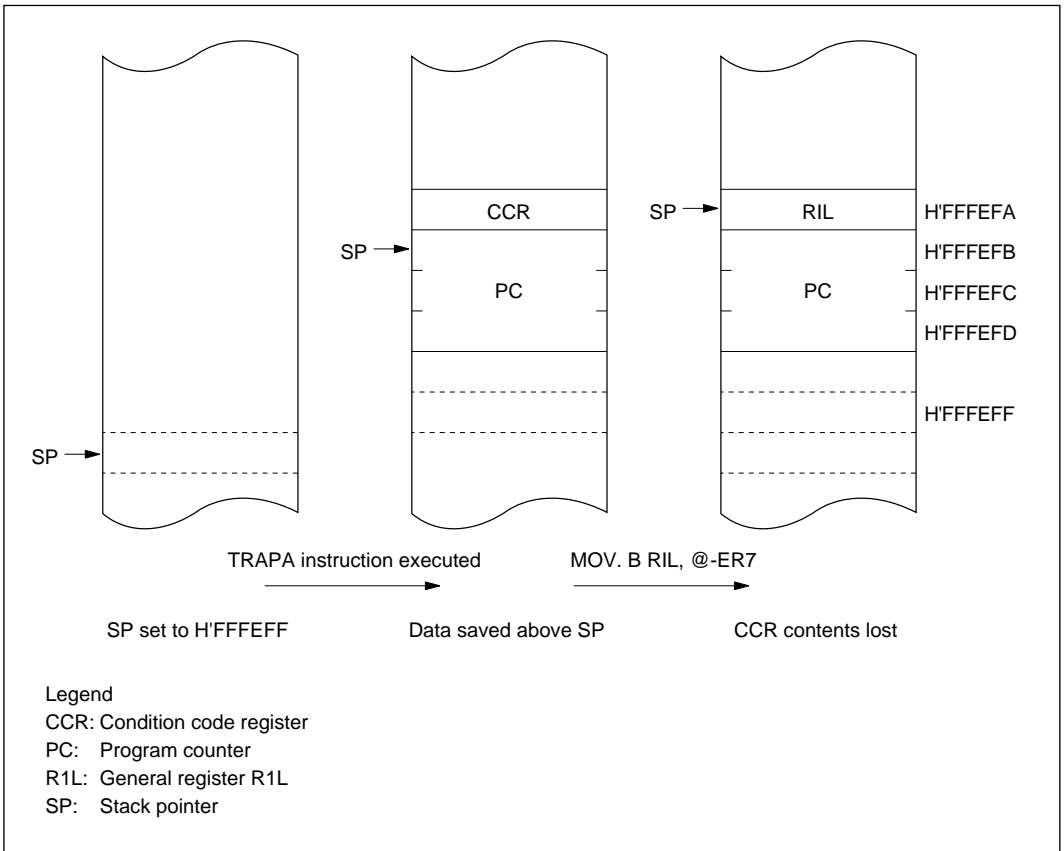 CCR
SP
RIL
H'FFFEFA
SP
H'FFFEFB
PC
PC
H'FFFEFC
H'FFFEFD
H'FFFEFF
SP
TRAPA instruction executed
MOV. B RIL, @-ER7
SP set to H'FFFEFF
Data saved above SP
CCR contents lost
Legend
CCR: Condition code register
PC: Program counter
R1L: General register R1L
SP: Stack pointer